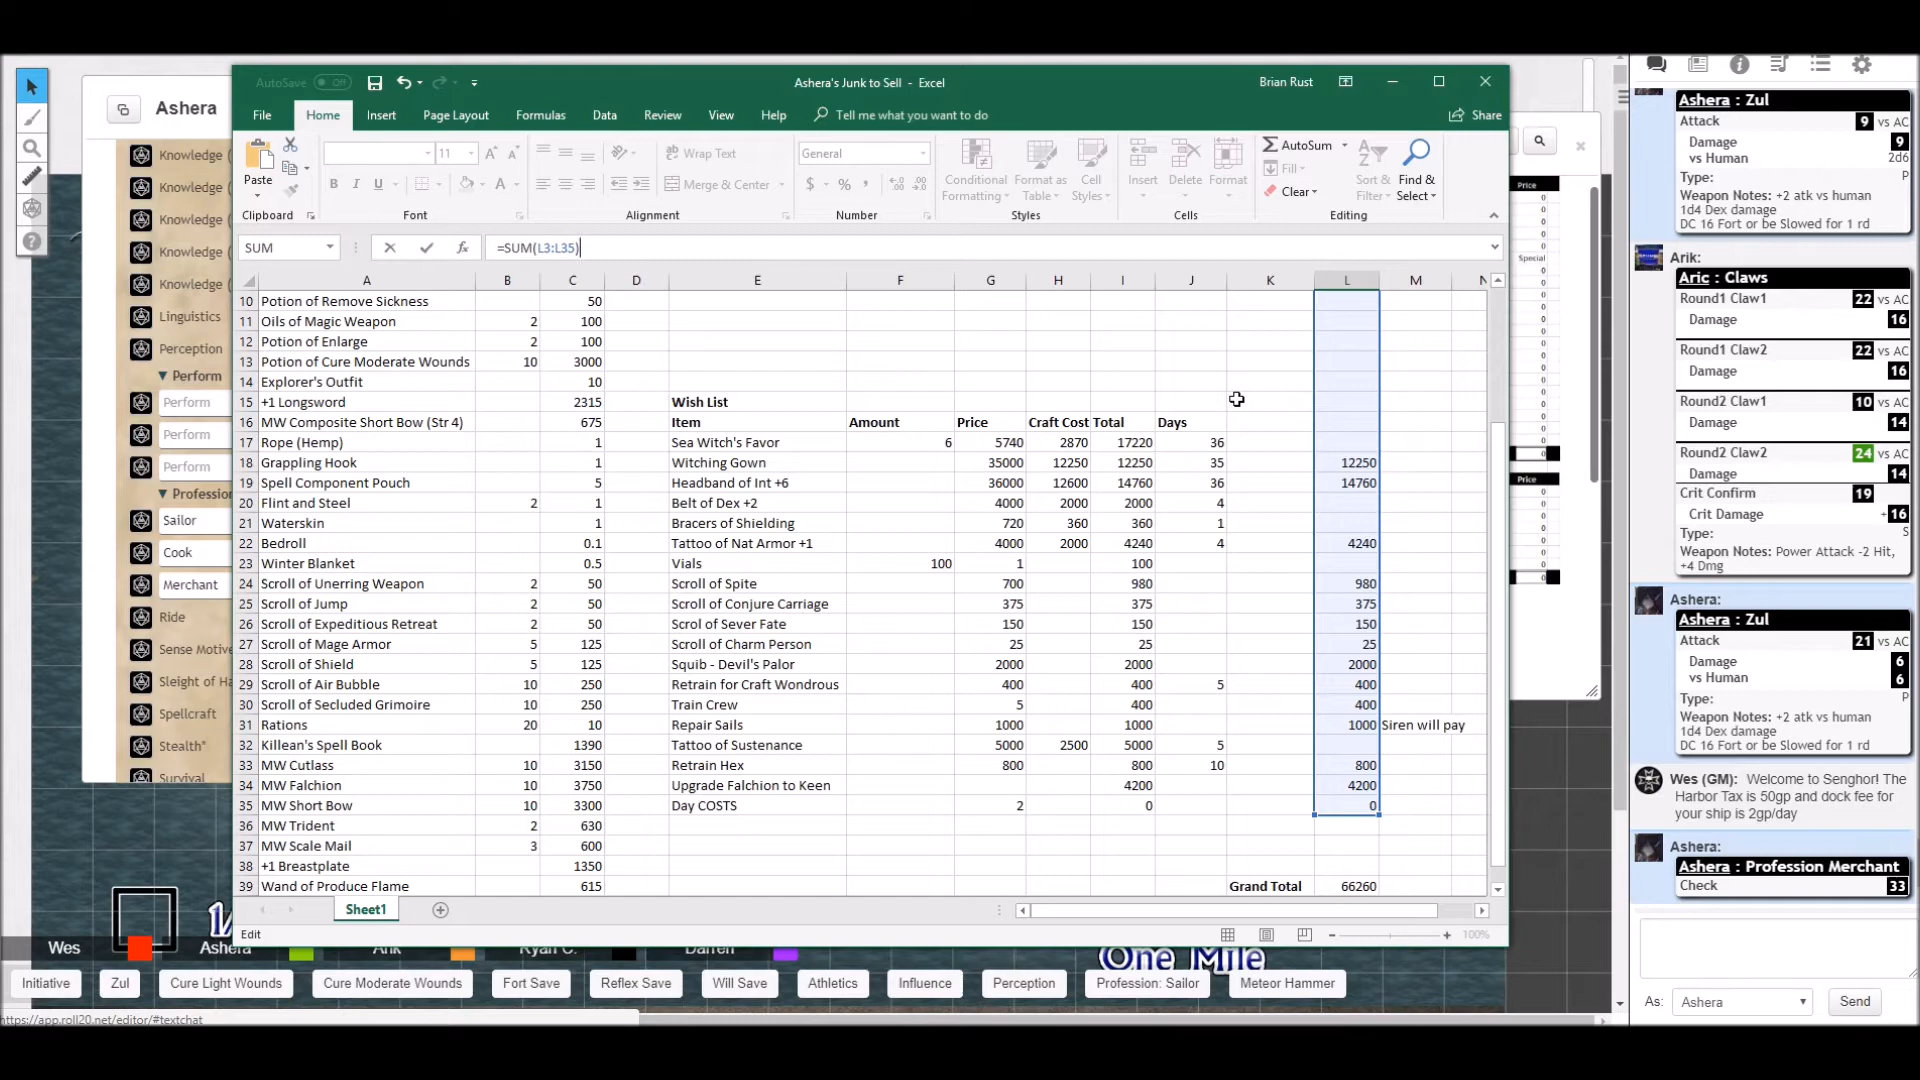 AutoSave Off
Ashera's Junk to Sell - Excel
Brian Rust
File Home Insert Page Layout Formulas Data Review View Help Tell me what you want to do Share
Paste
Clipboard
11
B I U
Font
Wrap Text
Merge & Center
Alignment
General
$ % ,
Number
Conditional Formatting
Format as Table
Cell Styles
Styles
Insert Delete Format
Cells
AutoSum
Fill
Clear
Sort & Filter
Find & Select
Editing
SUM
=SUM(L3:L35)
A B C D E F G H I J K L M N
10 Potion of Remove Sickness 50
11 Oils of Magic Weapon 2 100
12 Potion of Enlarge 2 100
13 Potion of Cure Moderate Wounds 10 3000
14 Explorer's Outfit 10
15 +1 Longsword 2315 Wish List
16 MW Composite Short Bow (Str 4) 675 Item Amount Price Craft Cost Total Days
17 Rope (Hemp) 1 Sea Witch's Favor 6 5740 2870 17220 36
18 Grappling Hook 1 Witching Gown 35000 12250 12250 35 12250
19 Spell Component Pouch 5 Headband of Int +6 36000 12600 14760 36 14760
20 Flint and Steel 2 1 Belt of Dex +2 4000 2000 2000 4
21 Waterskin 1 Bracers of Shielding 720 360 360 1
22 Bedroll 0.1 Tattoo of Nat Armor +1 4000 2000 4240 4 4240
23 Winter Blanket 0.5 Vials 100 1 100
24 Scroll of Unerring Weapon 2 50 Scroll of Spite 700 980 980
25 Scroll of Jump 2 50 Scroll of Conjure Carriage 375 375 375
26 Scroll of Expeditious Retreat 2 50 Scrol of Sever Fate 150 150 150
27 Scroll of Mage Armor 5 125 Scroll of Charm Person 25 25 25
28 Scroll of Shield 5 125 Squib - Devil's Palor 2000 2000 2000
29 Scroll of Air Bubble 10 250 Retrain for Craft Wondrous 400 400 5 400
30 Scroll of Secluded Grimoire 10 250 Train Crew 5 400 400
31 Rations 20 10 Repair Sails 1000 1000 1000 Siren will pay
32 Killean's Spell Book 1390 Tattoo of Sustenance 5000 2500 5000 5
33 MW Cutlass 10 3150 Retrain Hex 800 800 10 800
34 MW Falchion 10 3750 Upgrade Falchion to Keen 4200 4200
35 MW Short Bow 10 3300 Day COSTS 2 0 0
36 MW Trident 2 630
37 MW Scale Mail 3 600
38 +1 Breastplate 1350
39 Wand of Produce Flame 615 Grand Total 66260
Sheet1
Edit
100%
Ashera
Knowledge (
Knowledge (
Knowledge (
Knowledge (
Knowledge (
Linguistics
Perception
Perform
Perform
Perform
Perform
Profession
Sailor
Cook
Merchant
Ride
Sense Motive
Sleight of Ha
Spellcraft
Stealth*
Survival
Price
Special
Price
Wes Ashera Arik Ryan C. Darren
One Mile
Initiative
Zul
Cure Light Wounds
Cure Moderate Wounds
Fort Save
Reflex Save
Will Save
Athletics
Influence
Perception
Profession: Sailor
Meteor Hammer
https://app.roll20.net/editor/#textchat
Ashera : Zul
Attack 9 vs AC
Damage 9
vs Human 2d6
Type: P
Weapon Notes: +2 atk vs human
1d4 Dex damage
DC 16 Fort or be Slowed for 1 rd
Arik:
Aric : Claws
Round1 Claw1 22 vs AC
Damage 16
Round1 Claw2 22 vs AC
Damage 16
Round2 Claw1 10 vs AC
Damage 14
Round2 Claw2 24 vs AC
Damage 14
Crit Confirm 19
Crit Damage +16
Type: S
Weapon Notes: Power Attack -2 Hit,
+4 Dmg
Ashera:
Ashera : Zul
Attack 21 vs AC
Damage 6
vs Human 6
Type: P
Weapon Notes: +2 atk vs human
1d4 Dex damage
DC 16 Fort or be Slowed for 1 rd
Wes (GM): Welcome to Senghor! The
Harbor Tax is 50gp and dock fee for
your ship is 2gp/day
Ashera:
Ashera : Profession Merchant
Check 33
As: Ashera Send